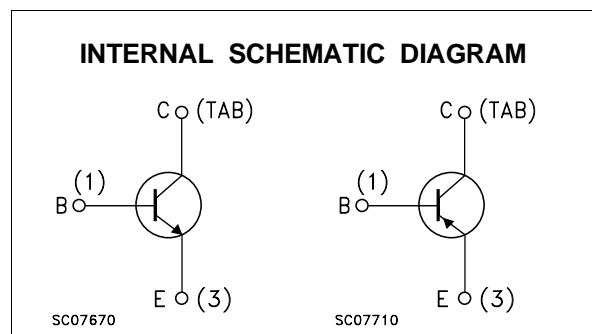 INTERNAL SCHEMATIC DIAGRAM
C (TAB)
C (TAB)
(1)
B
(1)
B
E (3)
E (3)
SC07670
SC07710